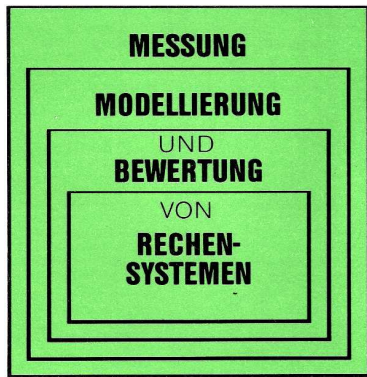 MESSUNG
MODELLIERUNG
UND
BEWERTUNG
VON
RECHEN-
SYSTEMEN